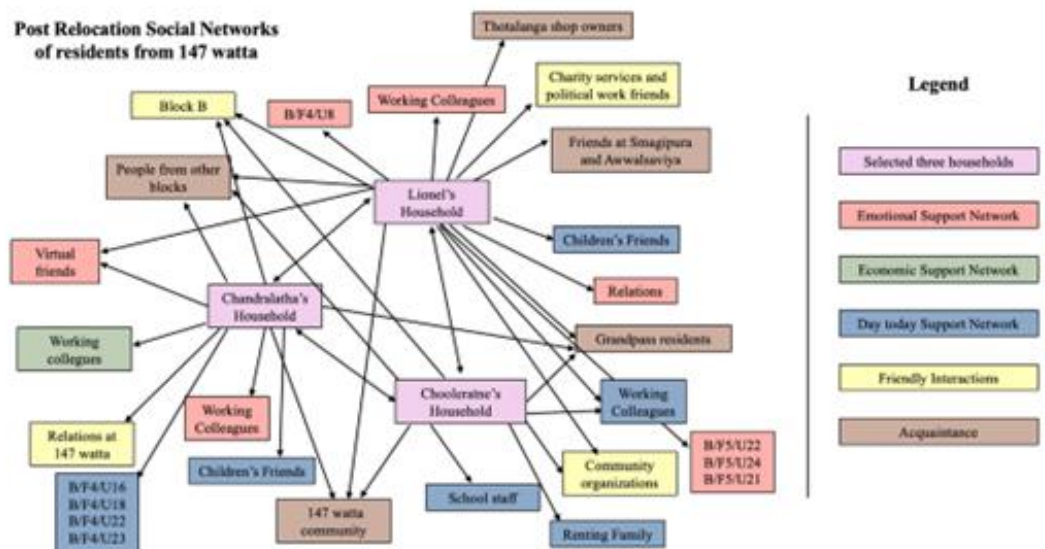 Post Relocation Social Networks
of residents from 147 watta
Thotalanga shop owners
Block B
B/F4/U8
Working Colleagues
Charity services and
political work friends
People from other
blocks
Friends at Smagipura
and Awwalsaviya
Lionel's
Household
Virtual
friends
Children's Friends
Relations
Chandralatha's
Household
Working
collegues
Grandpass residents
Chooleratne's
Household
Working
Colleagues
Working
Colleagues
Relations at
147 watta
Children's Friends
B/F4/U16
B/F4/U18
B/F4/U22
B/F4/U23
147 watta
community
School staff
Community
organizations
Renting Family
B/F5/U22
B/F5/U24
B/F5/U21
Legend
Selected three households
Emotional Support Network
Economic Support Network
Day today Support Network
Friendly Interactions
Acquaintance